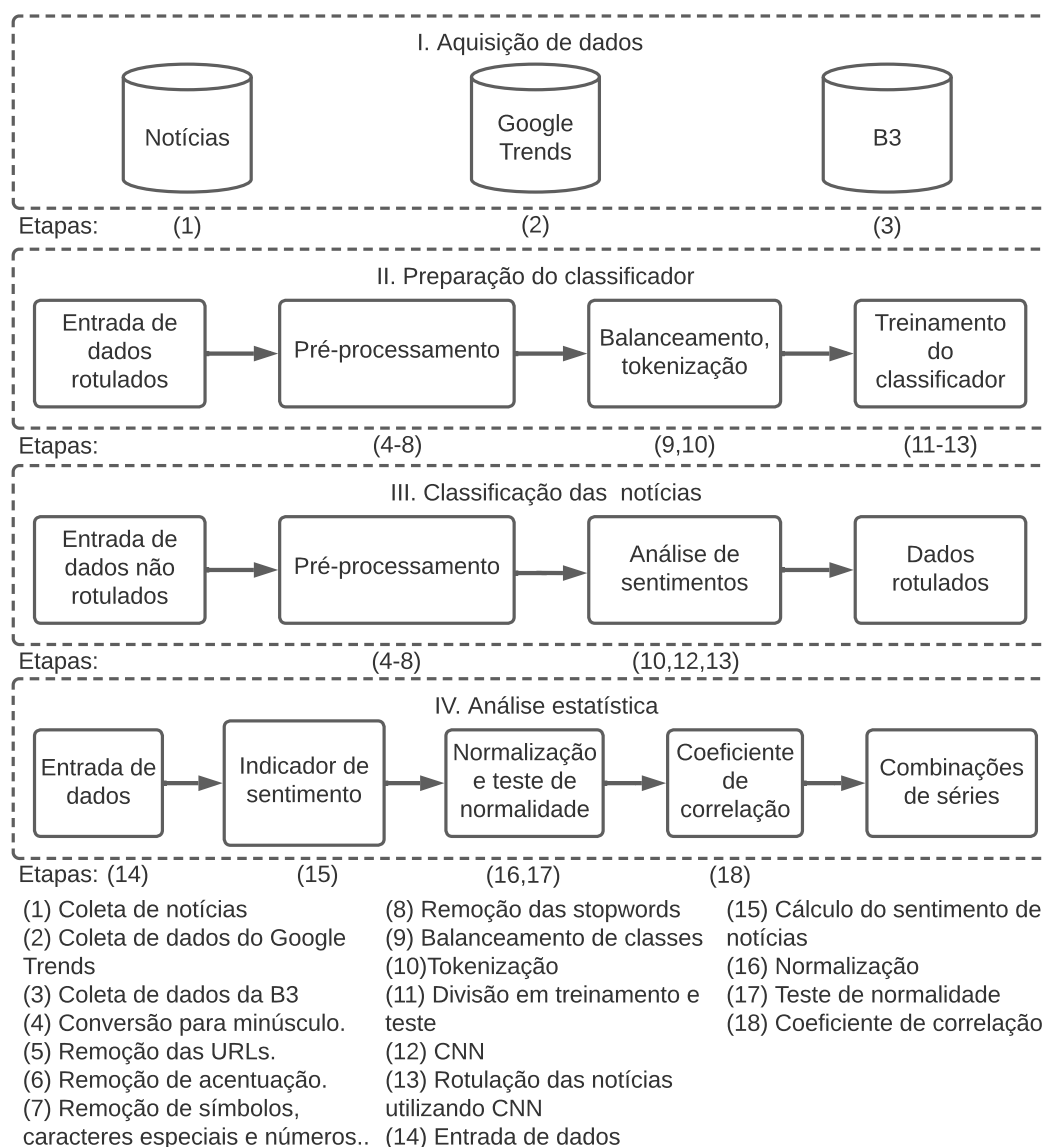 I. Aquisição de dados
Notícias
Google
Trends
B3
Etapas: (1) (2) (3)
II. Preparação do classificador
Entrada de
dados
rotulados
Pré-processamento
Balanceamento,
tokenização
Treinamento
do
classificador
Etapas: (4-8) (9,10) (11-13)
III. Classificação das notícias
Entrada de
dados não
rotulados
Pré-processamento
Análise de
sentimentos
Dados
rotulados
Etapas: (4-8) (10,12,13)
IV. Análise estatística
Entrada de
dados
Indicador de
sentimento
Normalização
e teste de
normalidade
Coeficiente
de
correlação
Combinações
de séries
Etapas: (14) (15) (16,17) (18)
(1) Coleta de notícias
(2) Coleta de dados do Google
Trends
(3) Coleta de dados da B3
(4) Conversão para minúsculo.
(5) Remoção das URLs.
(6) Remoção de acentuação.
(7) Remoção de símbolos,
caracteres especiais e números..
(8) Remoção das stopwords
(9) Balanceamento de classes
(10)Tokenização
(11) Divisão em treinamento e
teste
(12) CNN
(13) Rotulação das notícias
utilizando CNN
(14) Entrada de dados
(15) Cálculo do sentimento de
notícias
(16) Normalização
(17) Teste de normalidade
(18) Coeficiente de correlação